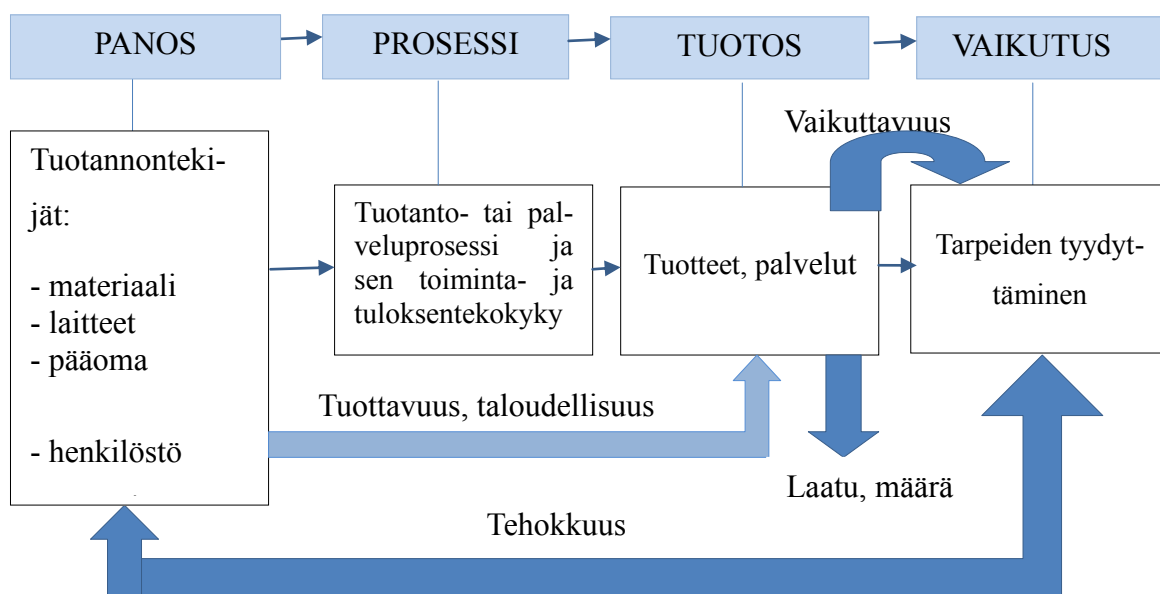 PANOS
PROSESSI
TUOTOS
VAIKUTUS
Vaikuttavuus
Tuotannonteki-
jät:
- materiaali
- laitteet
- pääoma
- henkilöstö
Tuotanto- tai pal-
veluprosessi ja
sen toiminta- ja
tuloksentekokyky
Tuotteet, palvelut
Tarpeiden tyydyt-
täminen
Tuottavuus, taloudellisuus
Laatu, määrä
Tehokkuus